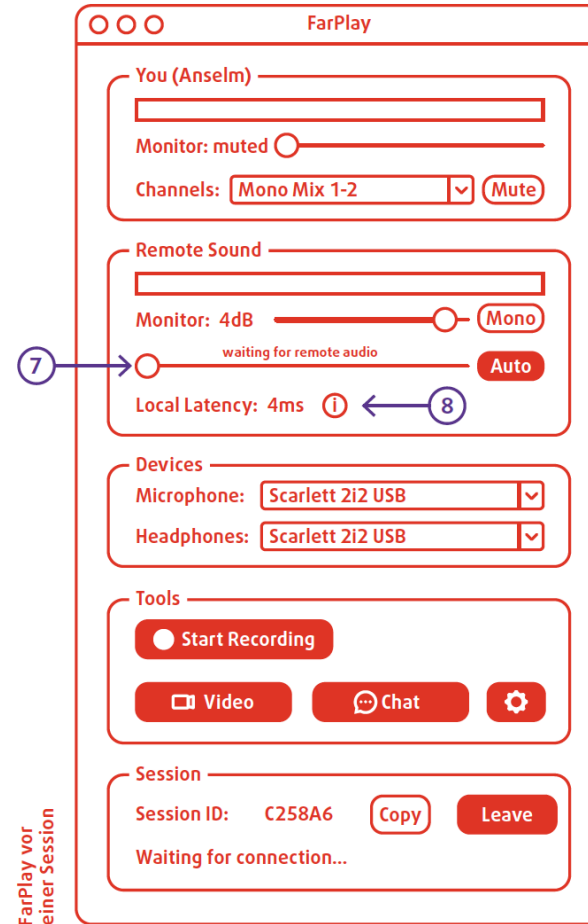 FarPlay
You (Anselm)
Monitor: muted
Channels: Mono Mix 1-2 Mute
Remote Sound
Monitor: 4dB Mono
waiting for remote audio
7 Auto
Local Latency: 4ms i 8
Devices
Microphone: Scarlett 2i2 USB
Headphones: Scarlett 2i2 USB
Tools
Start Recording
Video Chat
Session
Session ID: C258A6 Copy Leave
Waiting for connection...
FarPlay vor
einer Session